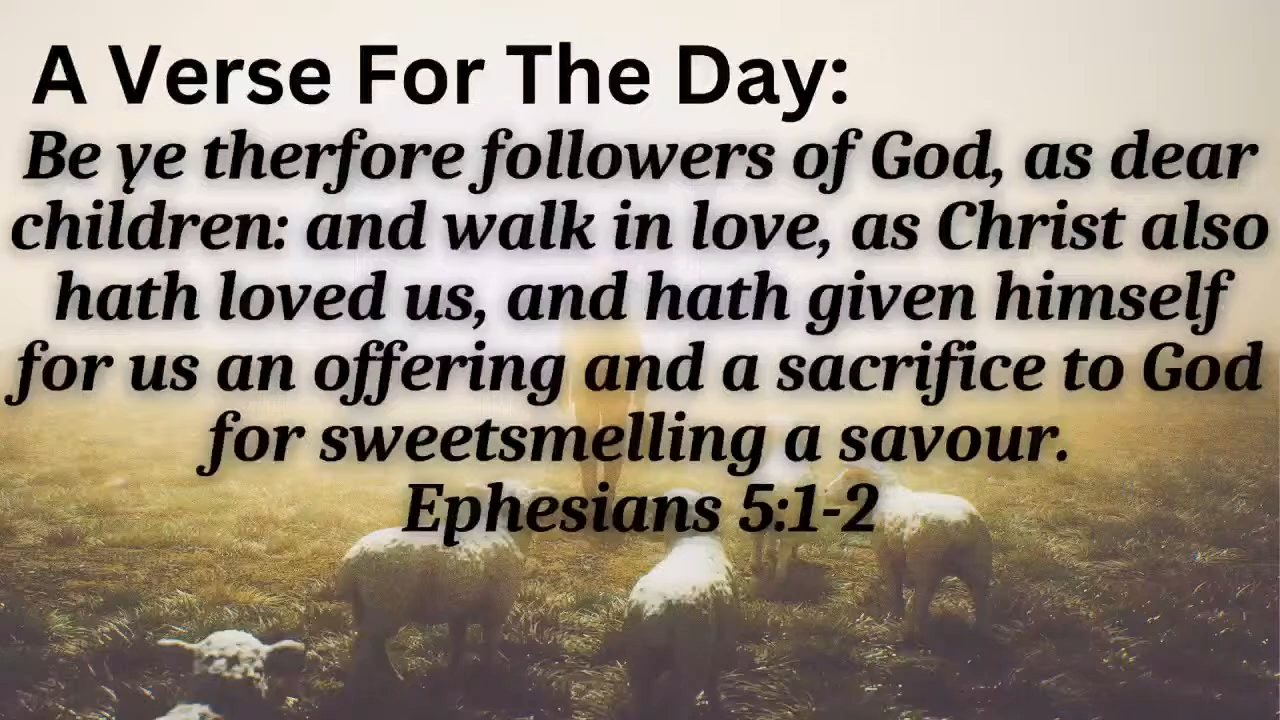 A Verse For The Day:
Be ye therfore followers of God, as dear
children: and walk in love, as Christ also
hath loved us, and hath given himself
for us an offering and a sacrifice to God
for sweetsmelling a savour.
Ephesians 5:1-2